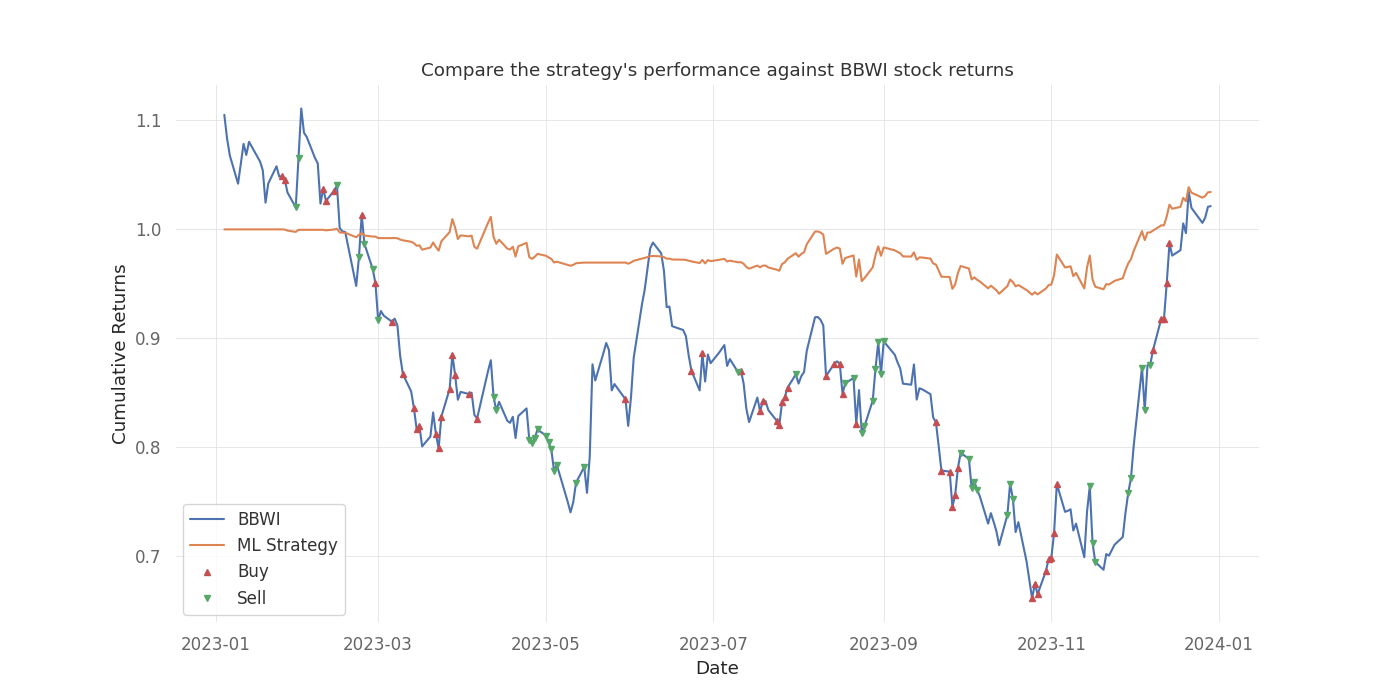 Compare the strategy's performance against BBWI stock returns
Cumulative Returns
1.1
1.0
0.9
0.8
0.7
BBWI
ML Strategy
Buy
Sell
2023-01
2023-03
2023-05
2023-07
2023-09
2023-11
2024-01
Date